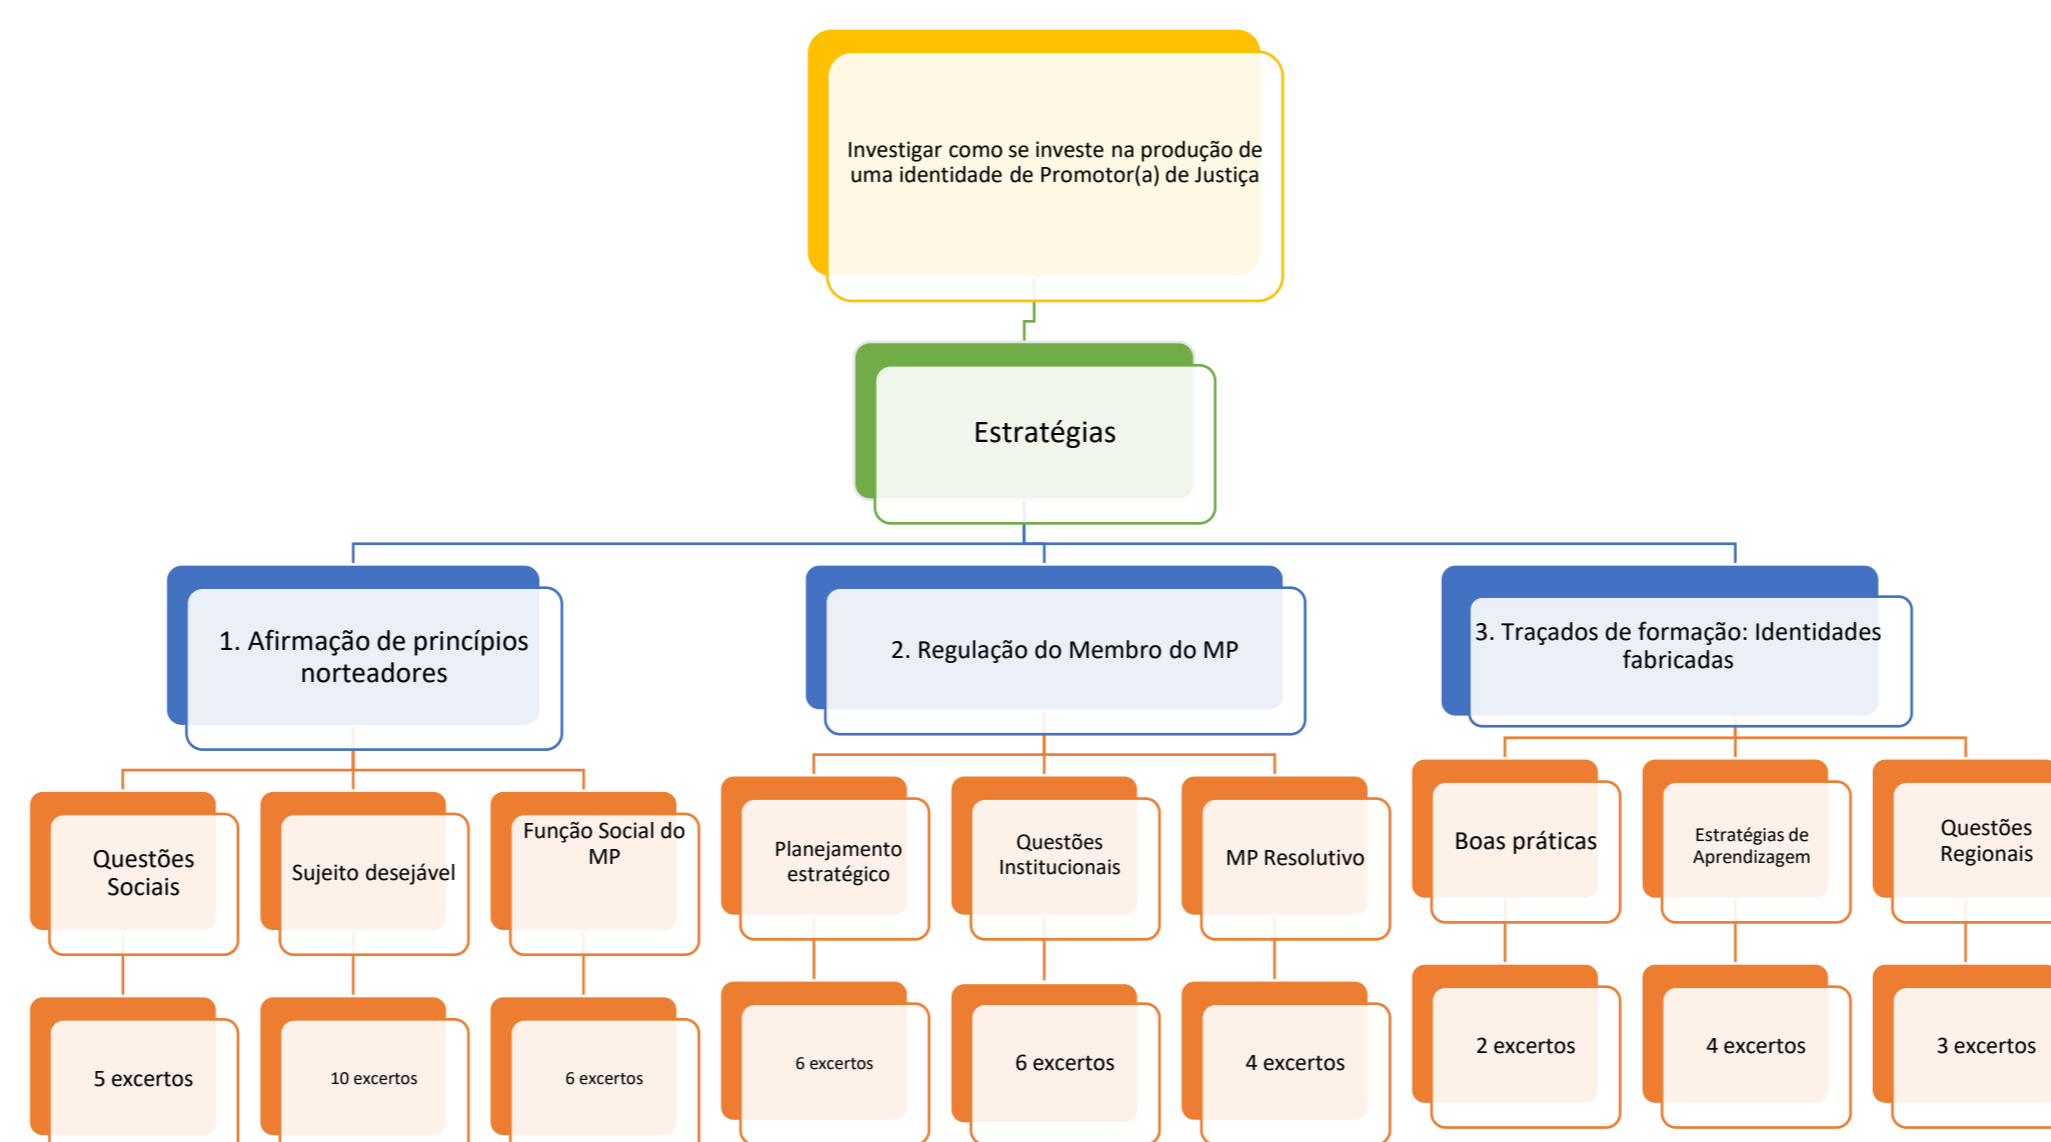 Investigar como se investe na produção de
uma identidade de Promotor(a) de Justiça
Estratégias
1. Afirmação de princípios
norteadores
2. Regulação do Membro do MP
3. Traçados de formação: Identidades
fabricadas
Questões
Sociais
Sujeito desejável
Função Social do
MP
Planejamento
estratégico
Questões
Institucionais
MP Resolutivo
Boas práticas
Estratégias de
Aprendizagem
Questões
Regionais
5 excertos
10 excertos
6 excertos
6 excertos
6 excertos
4 excertos
2 excertos
4 excertos
3 excertos